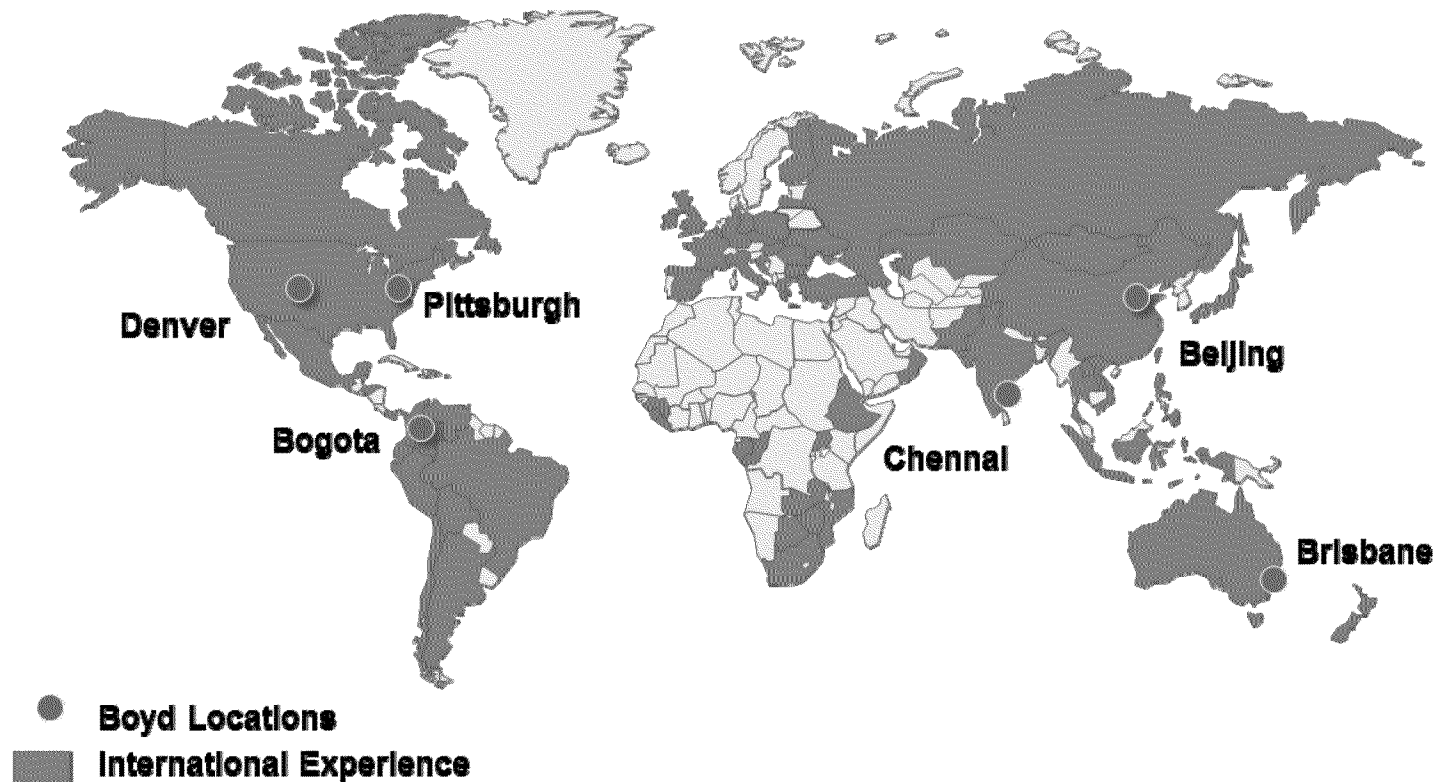 Denver
Pittsburgh
Beijing
Bogota
Chennai
Brisbane
Boyd Locations
International Experience